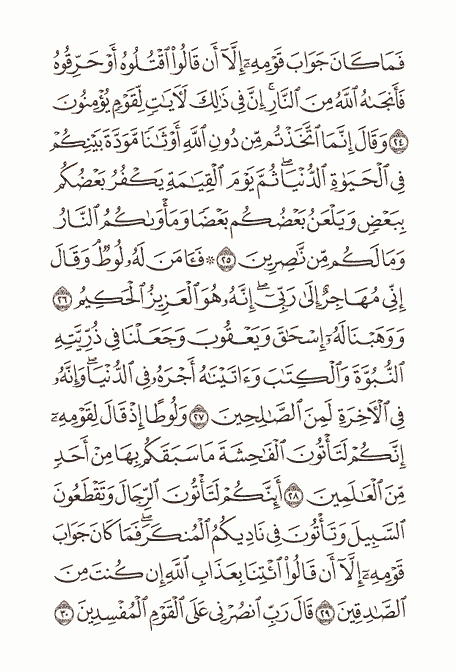 فَمَا كَانَ جَوَابَ قَوْمِهِۦٓ إِلَّآ أَن قَالُوا۟ ٱقْتُلُوهُ أَوْ حَرِّقُوهُ
فَأَنجَىٰهُ ٱللَّهُ مِنَ ٱلنَّارِ ۚ إِنَّ فِى ذَٰلِكَ لَءَايَٰتٍ لِّقَوْمٍ يُؤْمِنُونَ
٢٤ وَقَالَ إِنَّمَا ٱتَّخَذْتُم مِّن دُونِ ٱللَّهِ أَوْثَٰنًا مَّوَدَّةَ بَيْنِكُمْ
فِى ٱلْحَيَوٰةِ ٱلدُّنْيَا ۖ ثُمَّ يَوْمَ ٱلْقِيَٰمَةِ يَكْفُرُ بَعْضُكُم
بِبَعْضٍ وَيَلْعَنُ بَعْضُكُم بَعْضًا وَمَأْوَىٰكُمُ ٱلنَّارُ
وَمَا لَكُم مِّن نَّٰصِرِينَ ٢٥ ۞ فَـَٔامَنَ لَهُۥ لُوطٌ ۘ وَقَالَ
إِنِّى مُهَاجِرٌ إِلَىٰ رَبِّىٓ ۖ إِنَّهُۥ هُوَ ٱلْعَزِيزُ ٱلْحَكِيمُ ٢٦
وَوَهَبْنَا لَهُۥٓ إِسْحَٰقَ وَيَعْقُوبَ وَجَعَلْنَا فِى ذُرِّيَّتِهِ
ٱلنُّبُوَّةَ وَٱلْكِتَٰبَ وَءَاتَيْنَٰهُ أَجْرَهُۥ فِى ٱلدُّنْيَا ۖ وَإِنَّهُۥ
فِى ٱلْءَاخِرَةِ لَمِنَ ٱلصَّٰلِحِينَ ٢٧ وَلُوطًا إِذْ قَالَ لِقَوْمِهِۦٓ
إِنَّكُمْ لَتَأْتُونَ ٱلْفَٰحِشَةَ مَا سَبَقَكُم بِهَا مِنْ أَحَدٍ
مِّنَ ٱلْعَٰلَمِينَ ٢٨ أَئِنَّكُمْ لَتَأْتُونَ ٱلرِّجَالَ وَتَقْطَعُونَ
ٱلسَّبِيلَ وَتَأْتُونَ فِى نَادِيكُمُ ٱلْمُنكَرَ ۖ فَمَا كَانَ جَوَابَ
قَوْمِهِۦٓ إِلَّآ أَن قَالُوا۟ ٱئْتِنَا بِعَذَابِ ٱللَّهِ إِن كُنتَ مِنَ
ٱلصَّٰدِقِينَ ٢٩ قَالَ رَبِّ ٱنصُرْنِى عَلَى ٱلْقَوْمِ ٱلْمُفْسِدِينَ ٣٠